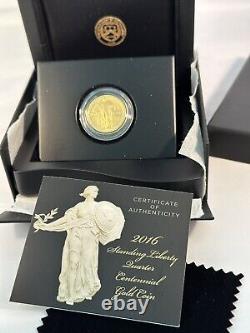 CERTIFICATE OF
AUTHENTICITY
2016
Standing Liberty
Quarter
Centennial
Gold Coin